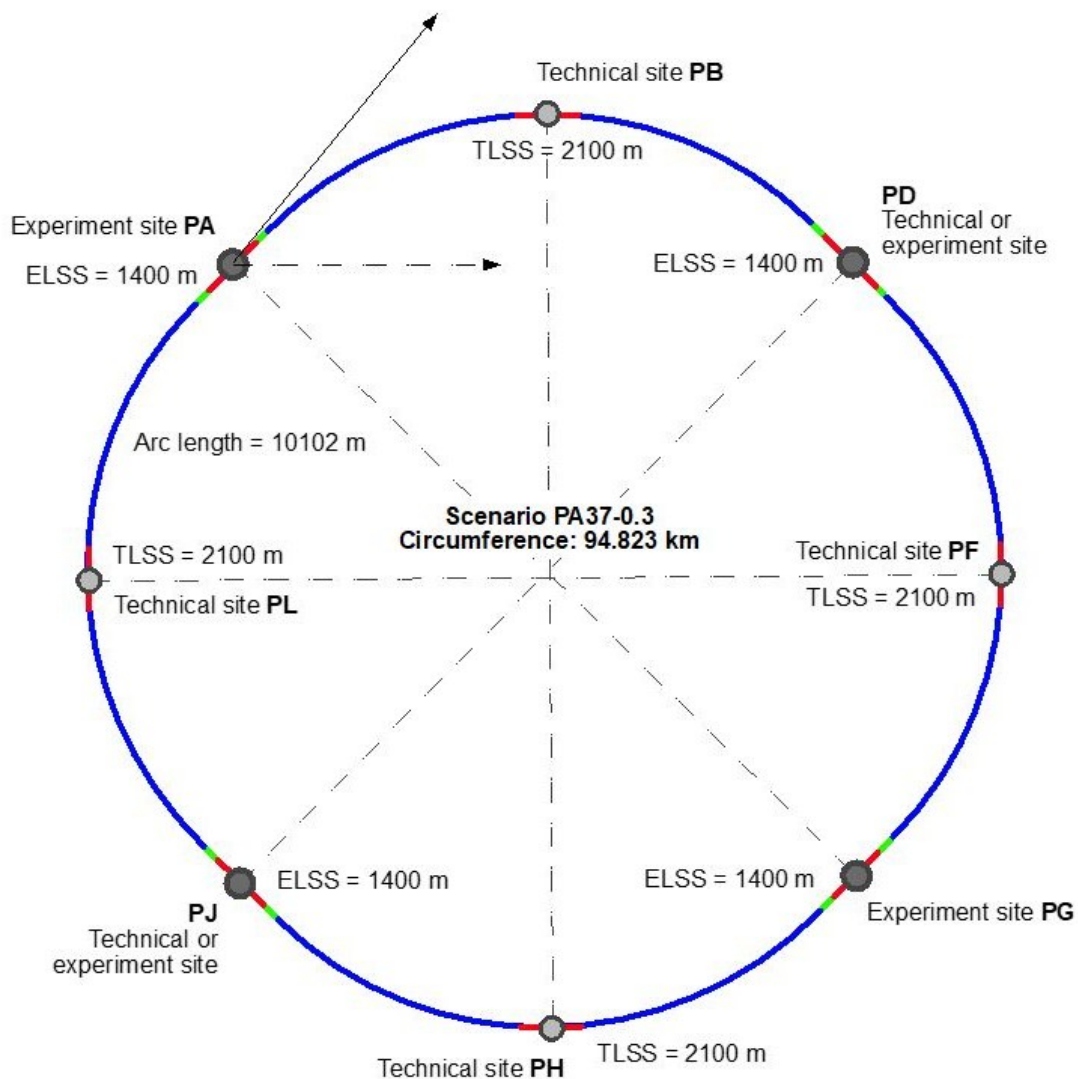 Technical site PB
TLSS = 2100 m
PD
Technical or
experiment site
Experiment site PA
ELSS = 1400 m
ELSS = 1400 m
Arc length = 10102 m
Scenario PA37-0.3
Circumference: 94.823 km
TLSS = 2100 m
Technical site PL
Technical site PF
TLSS = 2100 m
ELSS = 1400 m
PJ
Technical or
experiment site
ELSS = 1400 m
Experiment site PG
Technical site PH
TLSS = 2100 m